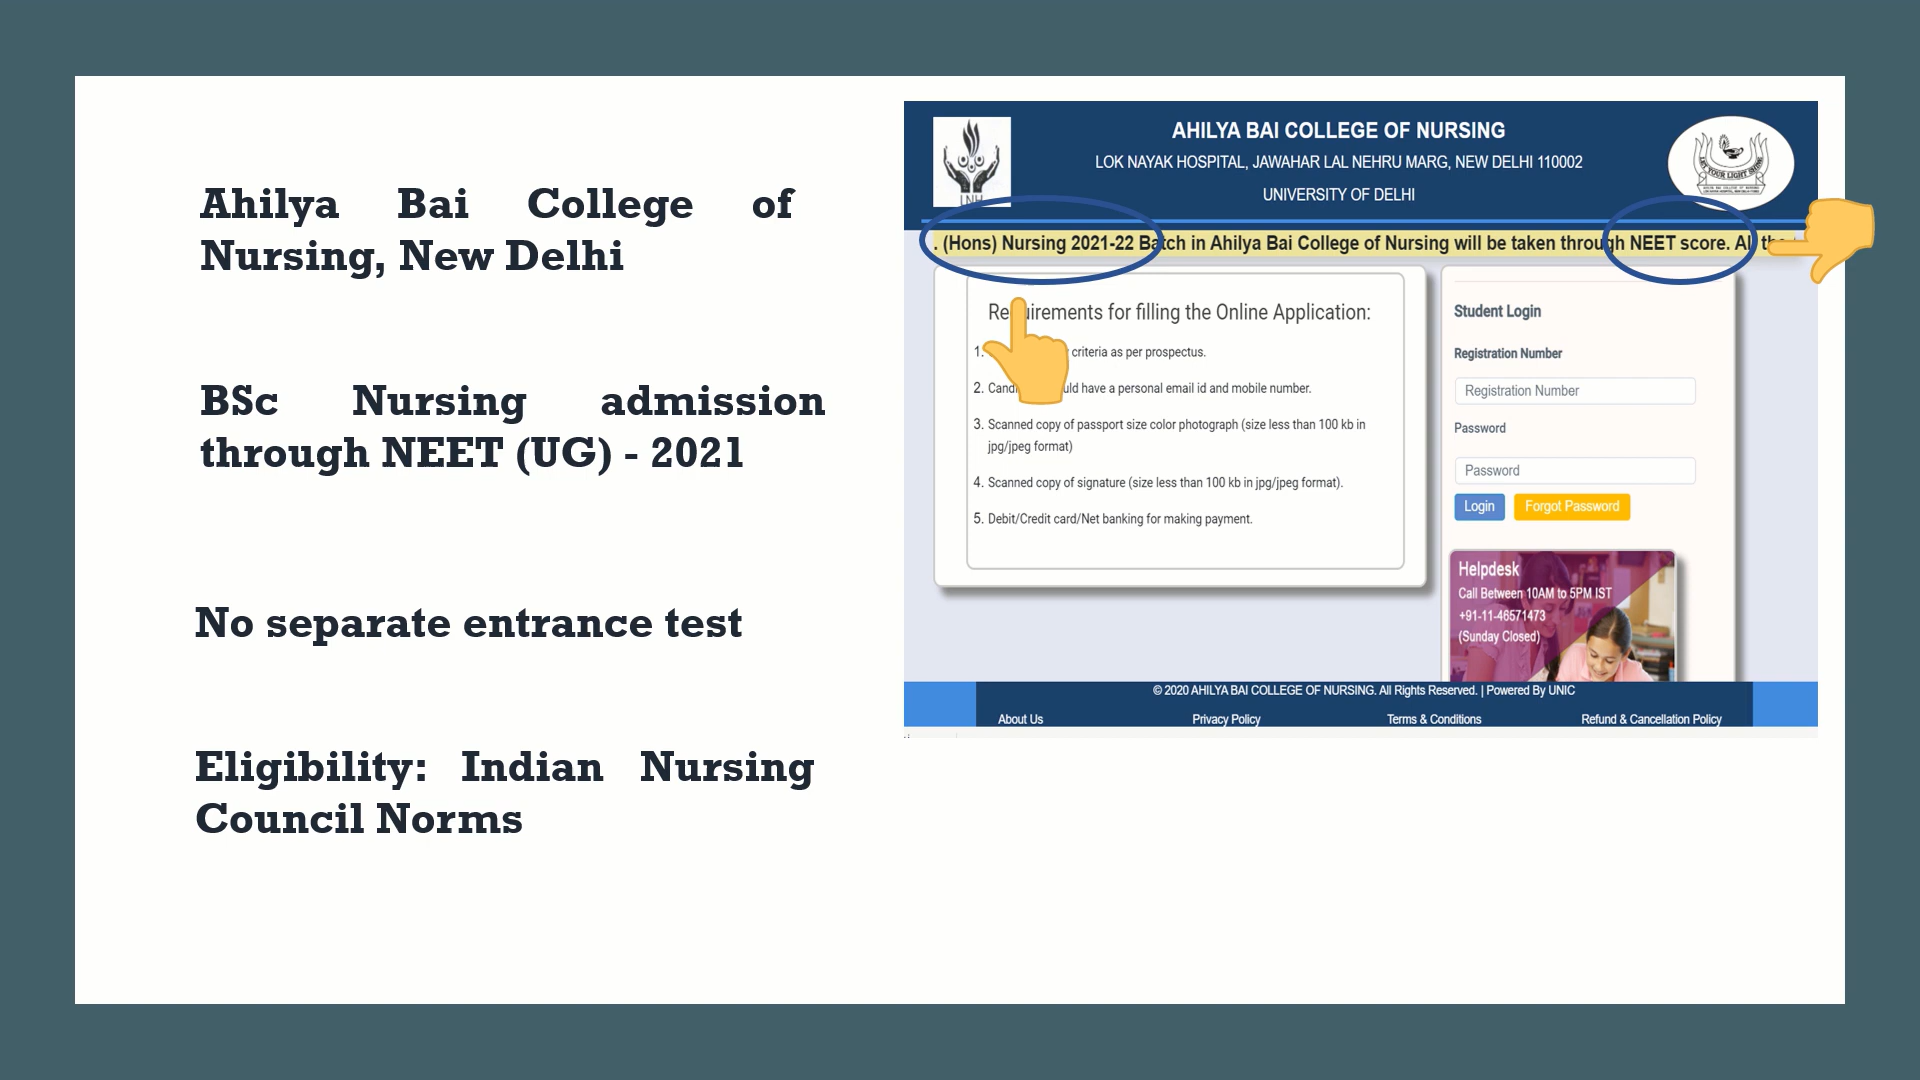 Ahilya Bai College of
Nursing, New Delhi
BSc Nursing admission
through NEET (UG) - 2021
No separate entrance test
Eligibility: Indian Nursing
Council Norms
AHILYA BAI COLLEGE OF NURSING
LOK NAYAK HOSPITAL, JAWAHAR LAL NEHRU MARG, NEW DELHI 110002
UNIVERSITY OF DELHI
LNH
. (Hons) Nursing 2021-22 Batch in Ahilya Bai College of Nursing will be taken through NEET score.
Requirements for filling the Online Application:
1. criteria as per prospectus.
2. have a personal email id and mobile number.
3. Scanned copy of passport size color photograph (size less than 100 kb in
jpg/jpeg format)
4. Scanned copy of signature (size less than 100 kb in jpg/jpeg format).
5. Debit/Credit card/Net banking for making payment.
Student Login
Registration Number
Registration Number
Password
Password
Login Forgot Password
Helpdesk
Call Between 10AM to 5PM IST
+91-11-46571473
(Sunday Closed)
© 2020 AHILYA BAI COLLEGE OF NURSING. All Rights Reserved. | Powered By UNIC
About Us Privacy Policy Terms & Conditions Refund & Cancellation Policy